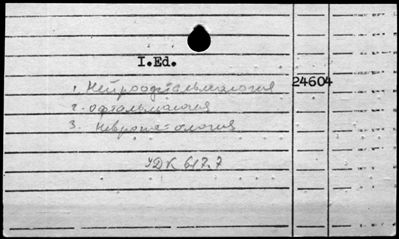 I.Ed.
24604
1. Нейроофтальмология
2. офтальмология
3. невропатология
УДК 617.7